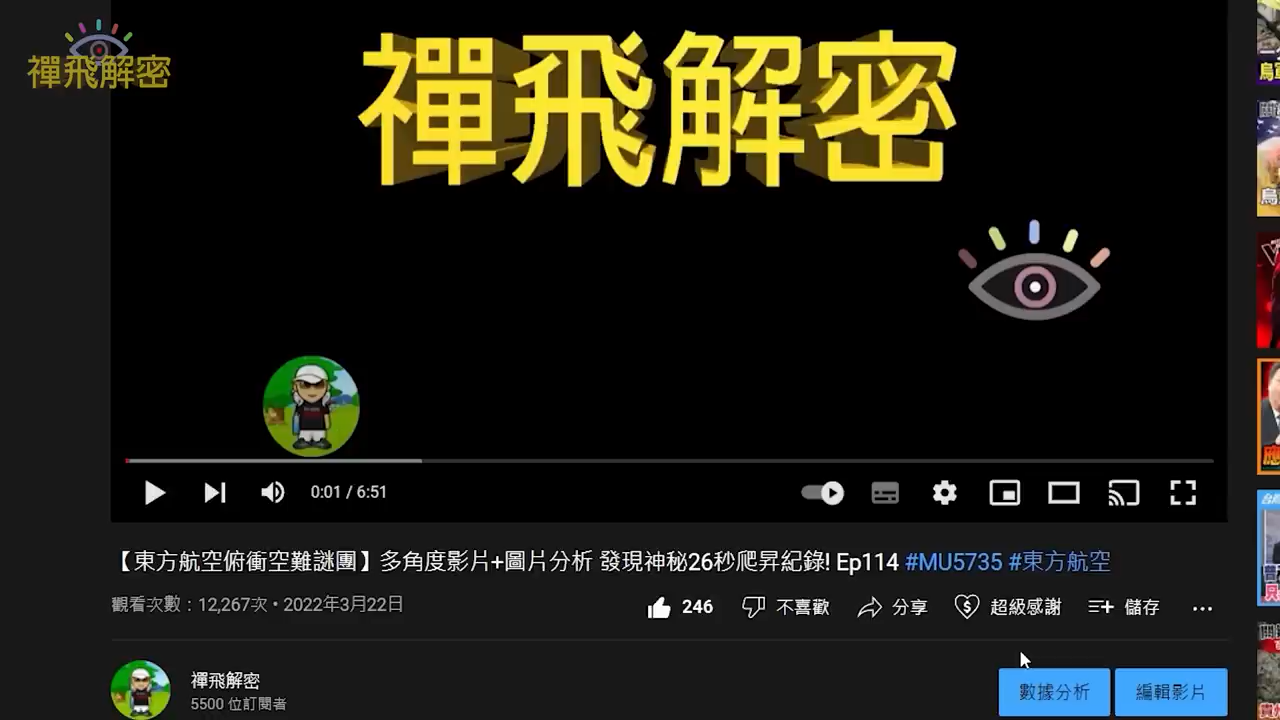 禪飛解密
禪飛解密
0:01 / 6:51
【東方航空俯衝空難謎團】多角度影片+圖片分析 發現神秘26秒爬昇紀錄! Ep114 #MU5735 #東方航空
觀看次數：12,267次 • 2022年3月22日
246 不喜歡 分享 超級感謝 儲存
禪飛解密
5500 位訂閱者
數據分析 編輯影片